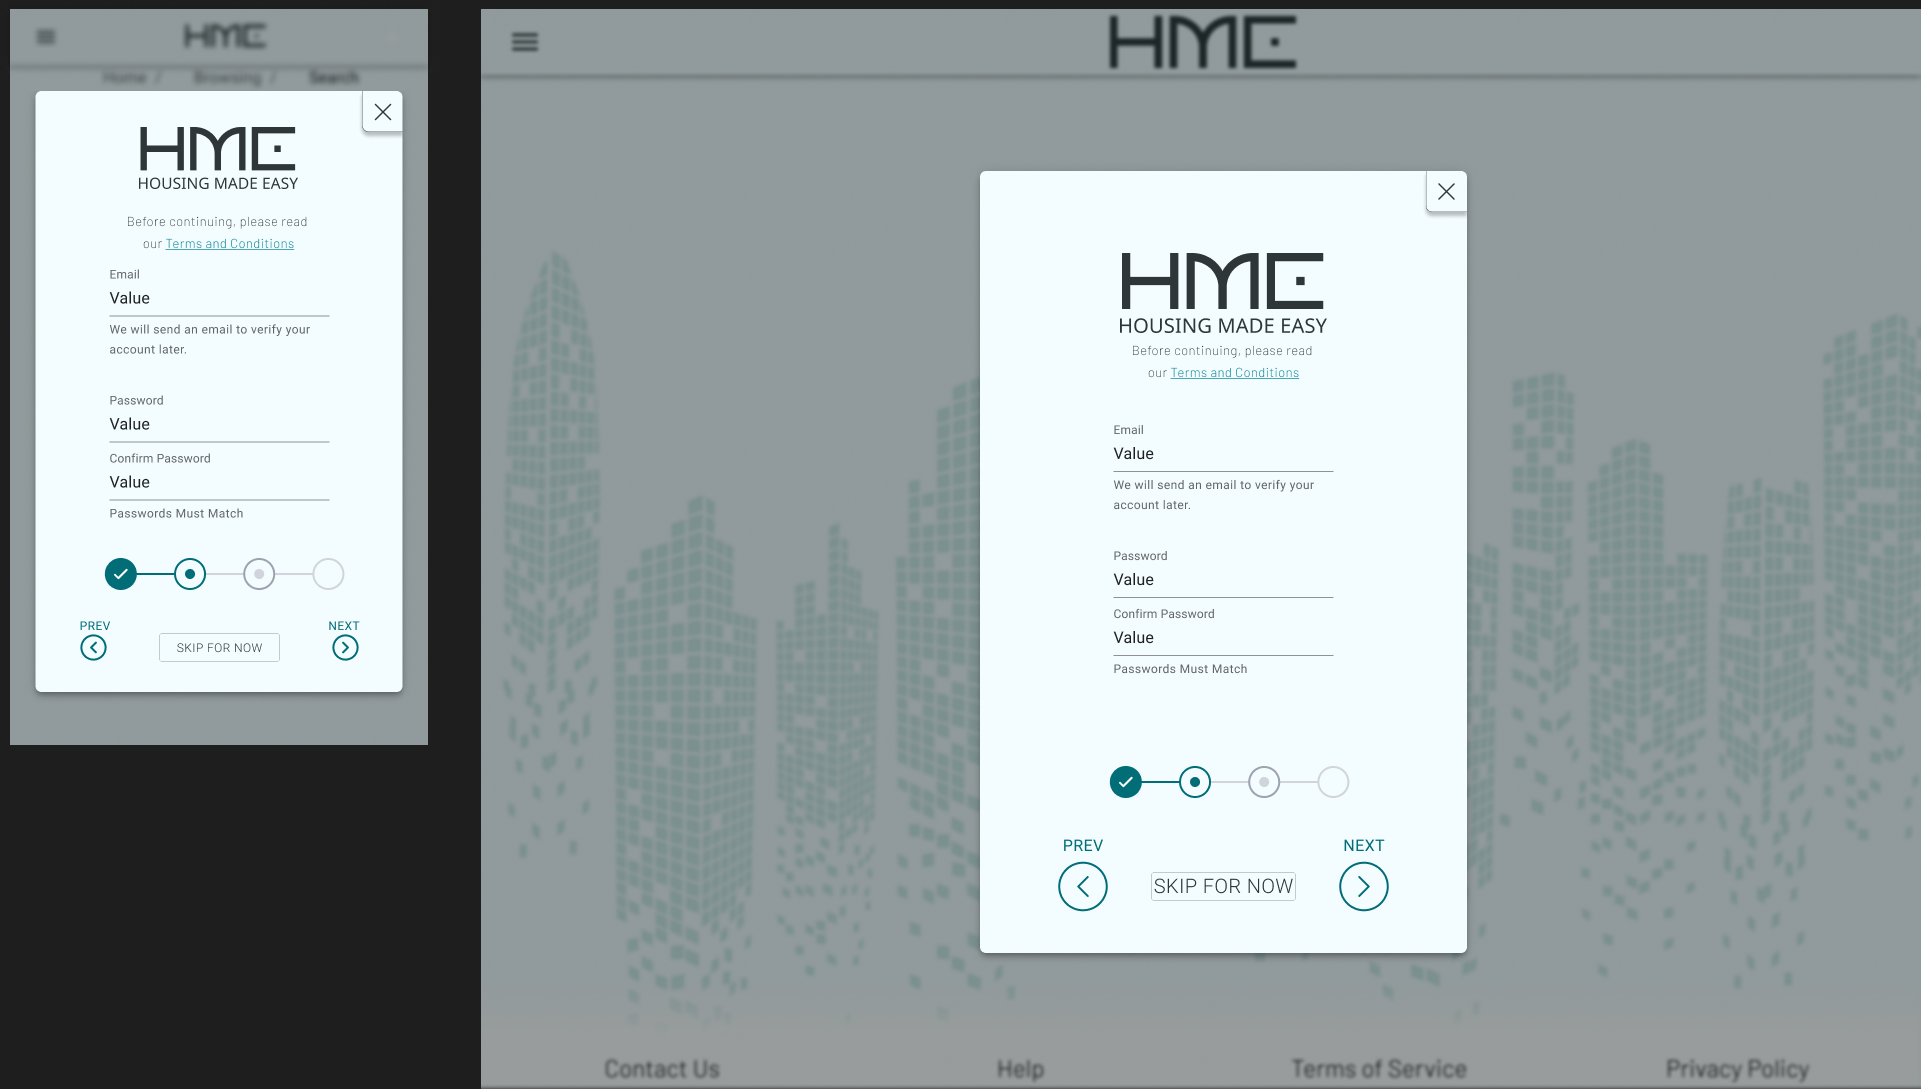 HME
Home /
Browsing /
Search
HME
HOUSING MADE EASY
Before continuing, please read
our Terms and Conditions
Email
Value
We will send an email to verify your
account later.
Password
Value
Confirm Password
Value
Passwords Must Match
PREV
SKIP FOR NOW
NEXT
HME
HME
HOUSING MADE EASY
Before continuing, please read
our Terms and Conditions
Email
Value
We will send an email to verify your
account later.
Password
Value
Confirm Password
Value
Passwords Must Match
PREV
SKIP FOR NOW
NEXT
Contact Us
Help
Terms of Service
Privacy Policy